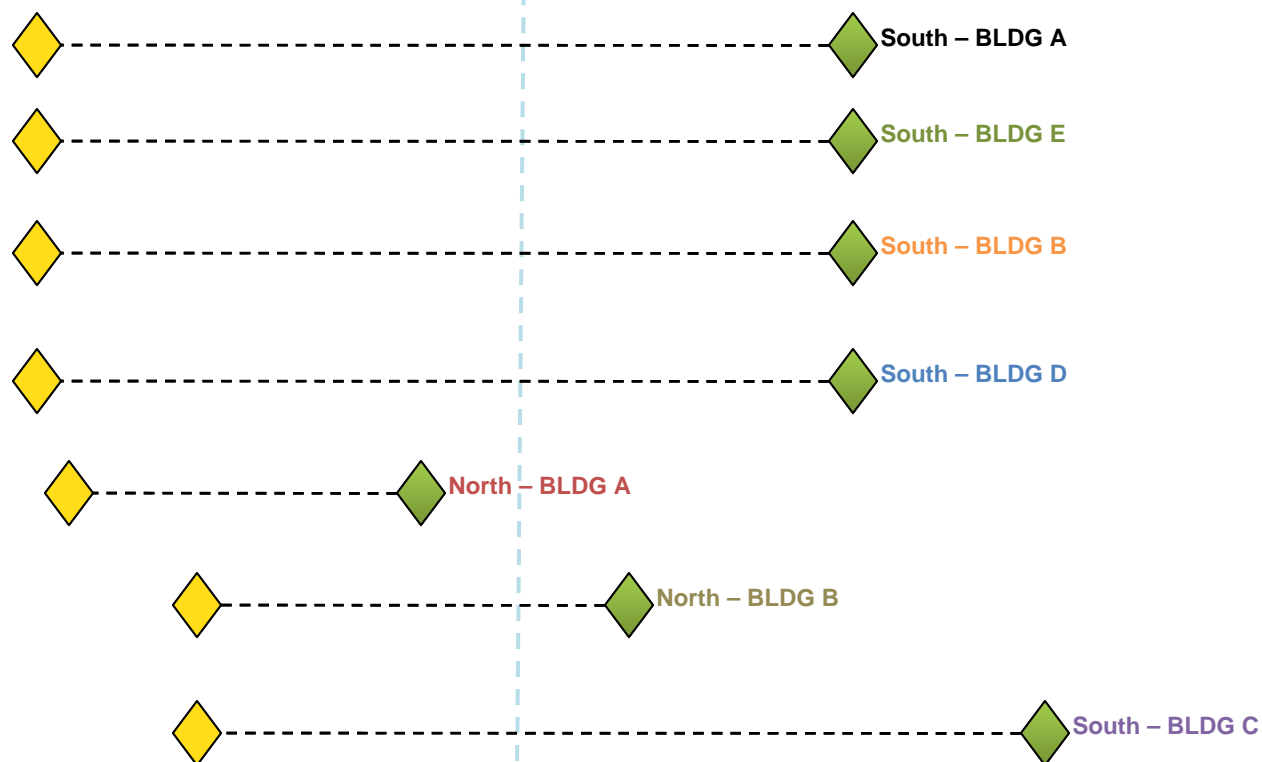 South – BLDG A
South – BLDG E
South – BLDG B
South – BLDG D
North – BLDG A
North – BLDG B
South – BLDG C